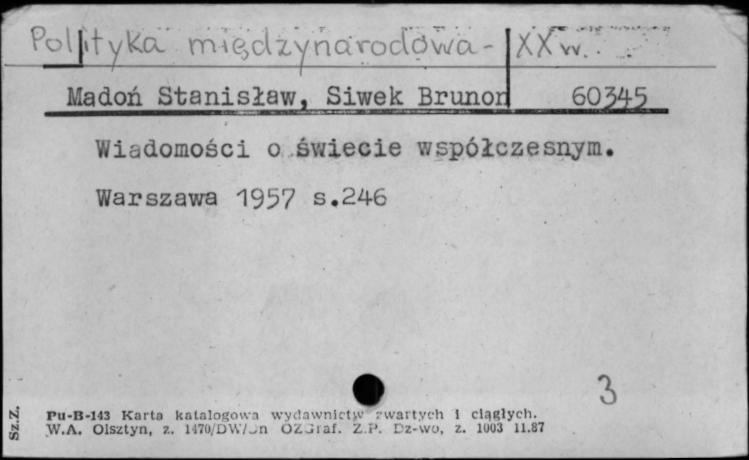 Polityka międzynarodowa - XX w.
Madoń Stanisław, Siwek Brunon 60345
Wiadomości o świecie współczesnym.
Warszawa 1957 s.246
3
Sz.Z.
Pu-B-143 Karta katalogowa wydawnictw zwartych i ciągłych.
W.A. Olsztyn, z. 1470/DW/Jn OZGraf. Z.P. Dz-wo, z. 1003 11.87